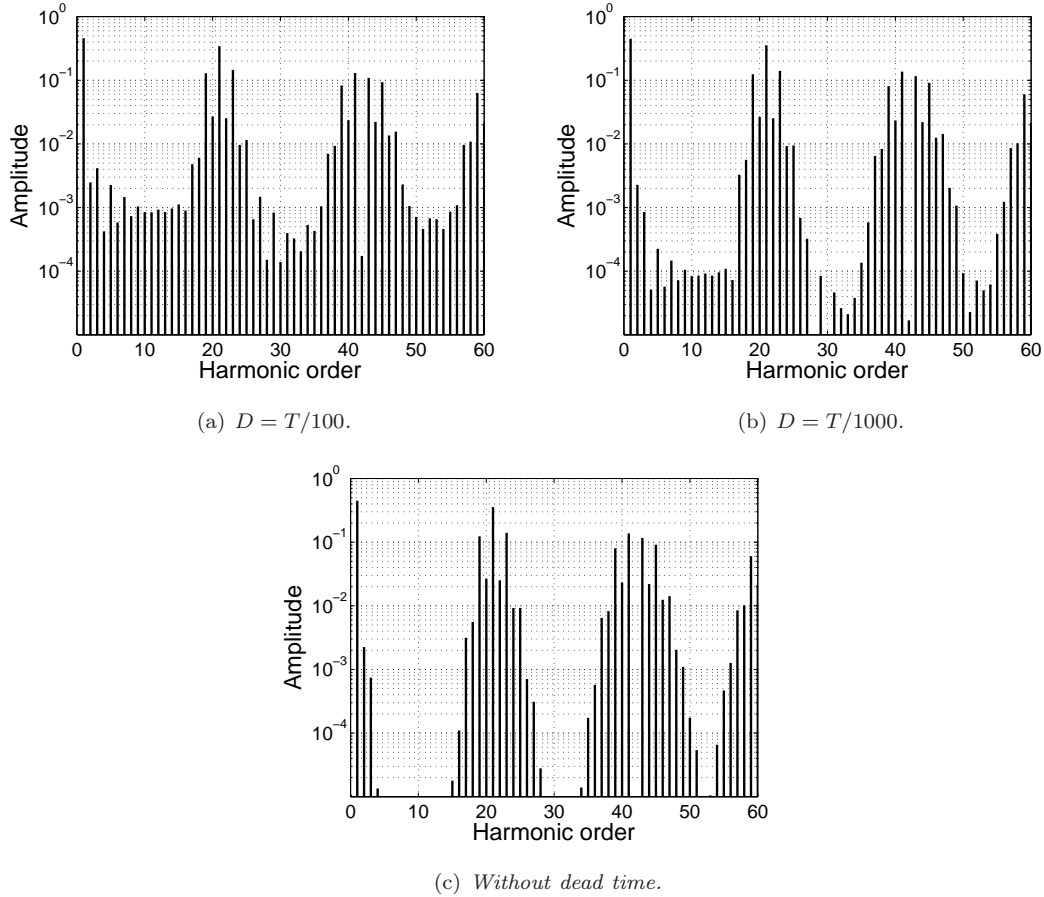 10^0
10^-1
10^-2
10^-3
10^-4
Amplitude
0 10 20 30 40 50 60
Harmonic order
(a) D = T/100.
10^0
10^-1
10^-2
10^-3
10^-4
Amplitude
0 10 20 30 40 50 60
Harmonic order
(b) D = T/1000.
10^0
10^-1
10^-2
10^-3
10^-4
Amplitude
0 10 20 30 40 50 60
Harmonic order
(c) Without dead time.